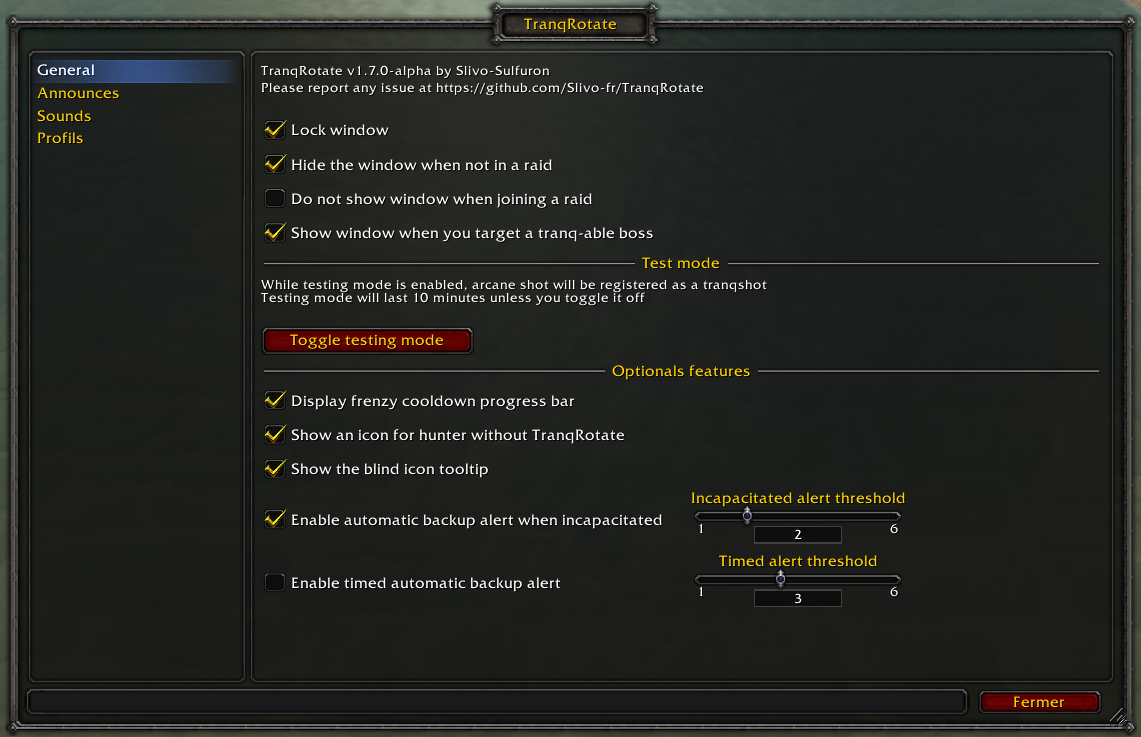 TranqRotate
General
Announces
Sounds
Profils
TranqRotate v1.7.0-alpha by Slivo-Sulfuron
Please report any issue at https://github.com/Slivo-fr/TranqRotate
Lock window
Hide the window when not in a raid
Do not show window when joining a raid
Show window when you target a tranq-able boss
Test mode
While testing mode is enabled, arcane shot will be registered as a tranqshot
Testing mode will last 10 minutes unless you toggle it off
Toggle testing mode
Optionals features
Display frenzy cooldown progress bar
Show an icon for hunter without TranqRotate
Show the blind icon tooltip
Enable automatic backup alert when incapacitated
Incapacitated alert threshold
1 6
2
Enable timed automatic backup alert
Timed alert threshold
1 6
3
Fermer